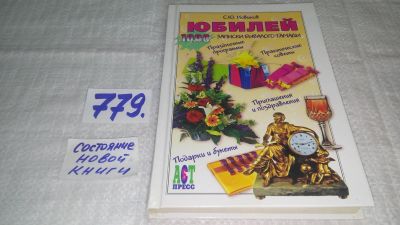 779.
СОСТОЯНИЕ
НОВОЙ
КНИГИ
С.Ю. Новиков
ЮБИЛЕЙ
ЗАПИСКИ БЫВАЛОГО ТАМАДЫ
Праздничные
программы
Практические
советы
Приглашения
и поздравления
Подарки и букеты
АСТ
ПРЕСС